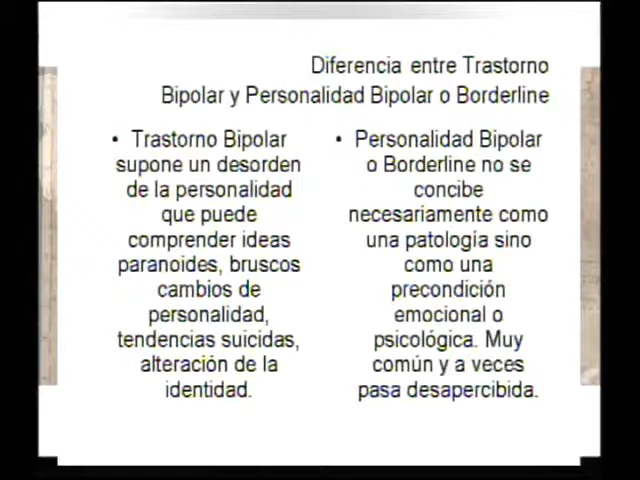 Diferencia entre Trastorno
Bipolar y Personalidad Bipolar o Borderline
• Trastorno Bipolar
supone un desorden
de la personalidad
que puede
comprender ideas
paranoides, bruscos
cambios de
personalidad,
tendencias suicidas,
alteración de la
identidad.
• Personalidad Bipolar
o Borderline no se
concibe
necesariamente como
una patología sino
como una
precondición
emocional o
psicológica. Muy
común y a veces
pasa desapercibida.